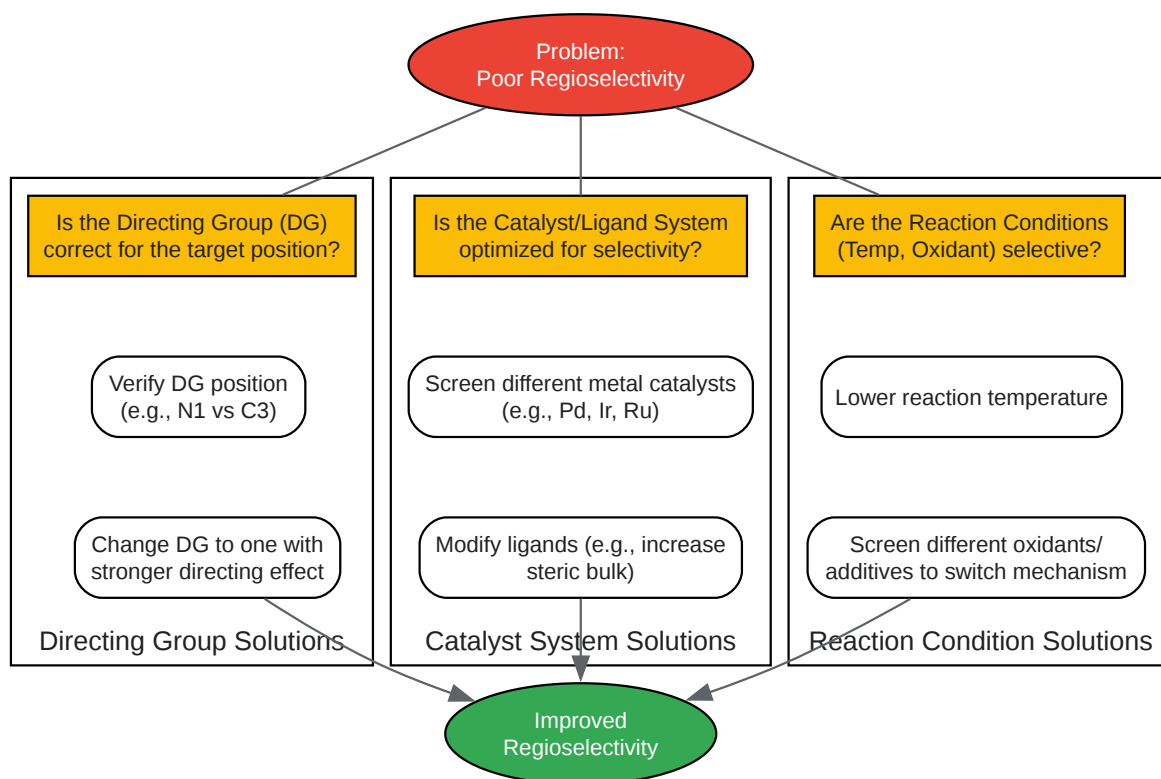 Problem:
Poor Regioselectivity
Is the Directing Group (DG)
correct for the target position?
Verify DG position
(e.g., N1 vs C3)
Change DG to one with
stronger directing effect
Directing Group Solutions
Is the Catalyst/Ligand System
optimized for selectivity?
Screen different metal catalysts
(e.g., Pd, Ir, Ru)
Modify ligands (e.g., increase
steric bulk)
Catalyst System Solutions
Are the Reaction Conditions
(Temp, Oxidant) selective?
Lower reaction temperature
Screen different oxidants/
additives to switch mechanism
Reaction Condition Solutions
Improved
Regioselectivity